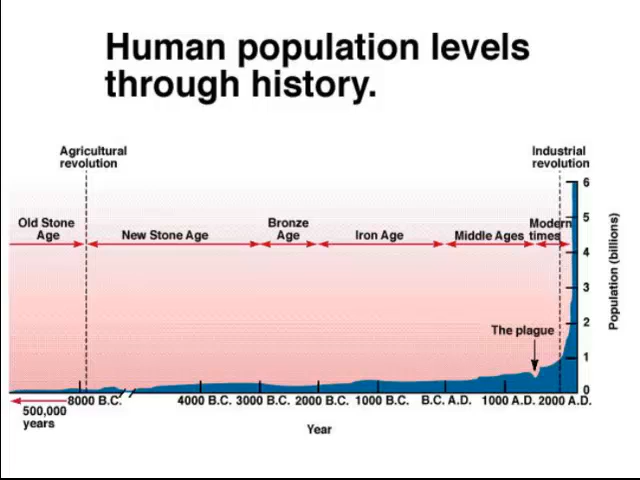 Human population levels
through history.
Agricultural
revolution
Industrial
revolution
6
Old Stone
Age
New Stone Age
Bronze
Age
Iron Age
Middle Ages
Modern
times
5
4
3
2
1
0
Population (billions)
The plague
8000 B.C.
4000 B.C.
3000 B.C.
2000 B.C.
1000 B.C.
B.C. A.D.
1000 A.D.
2000 A.D.
500,000
years
Year